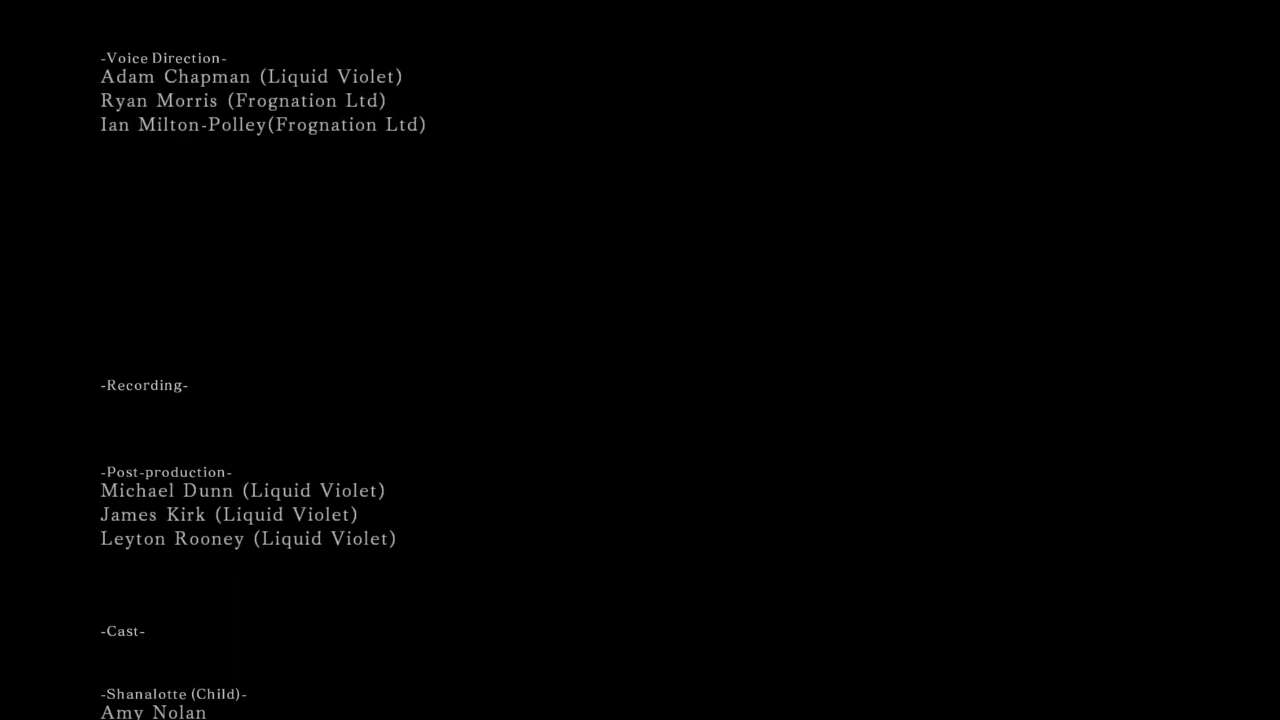 -Voice Direction-
Adam Chapman (Liquid Violet)
Ryan Morris (Frognation Ltd)
Ian Milton-Polley(Frognation Ltd)
-Recording-
-Post-production-
Michael Dunn (Liquid Violet)
James Kirk (Liquid Violet)
Leyton Rooney (Liquid Violet)
-Cast-
-Shanalotte (Child)-
Amy Nolan